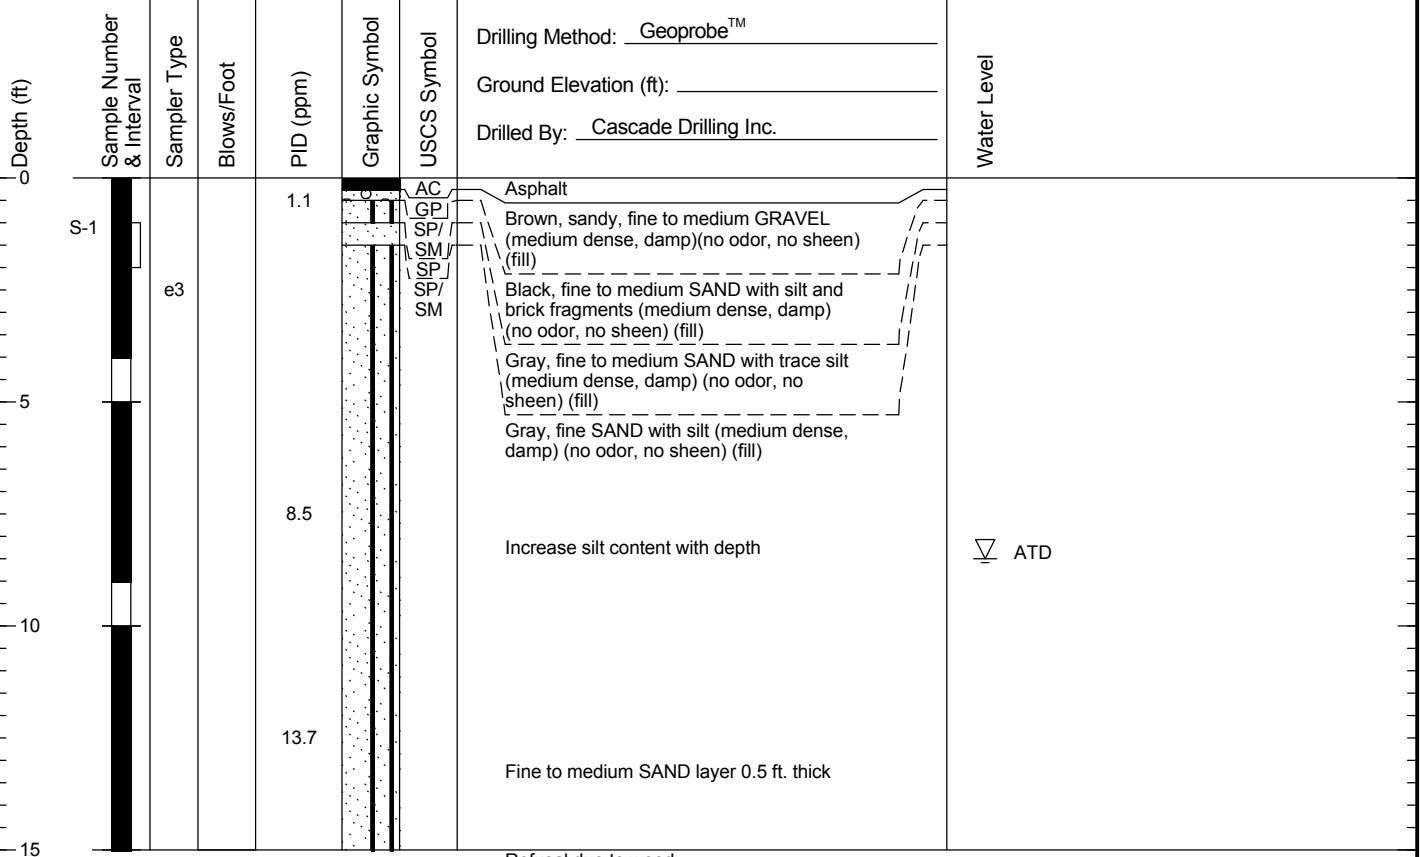 Depth (ft)
Sample Number
& Interval
Sampler Type
Blows/Foot
PID (ppm)
Graphic Symbol
USCS Symbol
Drilling Method: Geoprobe™
Ground Elevation (ft):
Drilled By: Cascade Drilling Inc.
Water Level
0
AC
Asphalt
1.1
GP
Brown, sandy, fine to medium GRAVEL
(medium dense, damp)(no odor, no sheen)
(fill)
S-1
SP/
SM
SP
e3
SP/
SM
Black, fine to medium SAND with silt and
brick fragments (medium dense, damp)
(no odor, no sheen) (fill)
Gray, fine to medium SAND with trace silt
(medium dense, damp) (no odor, no
sheen) (fill)
5
Gray, fine SAND with silt (medium dense,
damp) (no odor, no sheen) (fill)
8.5
Increase silt content with depth
ATD
10
13.7
Fine to medium SAND layer 0.5 ft. thick
15